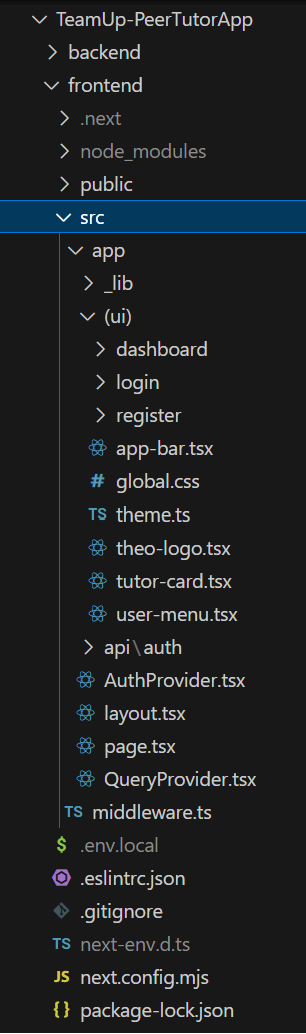 TeamUp-PeerTutorApp
backend
frontend
.next
node_modules
public
src
app
_lib
(ui)
dashboard
login
register
app-bar.tsx
# global.css
TS theme.ts
theo-logo.tsx
tutor-card.tsx
user-menu.tsx
api\auth
AuthProvider.tsx
layout.tsx
page.tsx
QueryProvider.tsx
TS middleware.ts
$ .env.local
.eslintrc.json
.gitignore
TS next-env.d.ts
JS next.config.mjs
{} package-lock.json